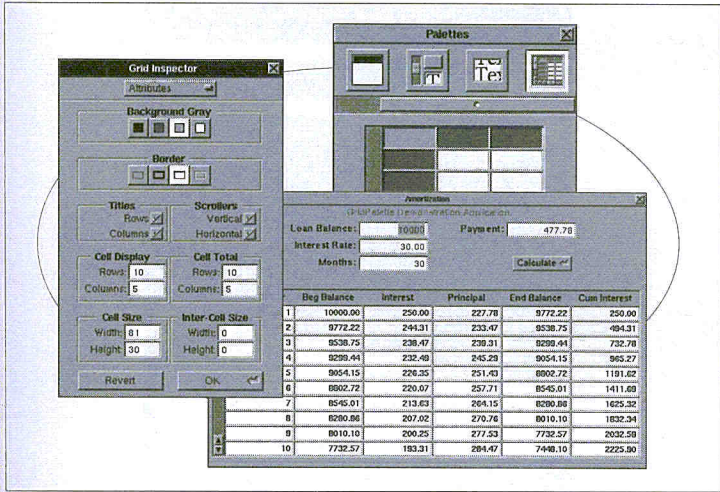 Palettes
T
Text
Tex
Grid Inspector
Attributes
Background Gray
Border
Titles Scrollers
Rows Vertical
Columns Horizontal
Cell Display Cell Total
Rows: 10 Rows: 10
Columns: 5 Columns: 5
Cell Size Inter-Cell Size
Width: 81 Width: 0
Height: 30 Height: 0
Revert OK
Amortization
GridPalette Demonstration Application
Loan Balance: 10000 Payment: 477.78
Interest Rate: 30.00
Months: 30 Calculate
Beg Balance Interest Principal End Balance Cum Interest
1 10000.00 250.00 227.78 9772.22 250.00
2 9772.22 244.31 233.47 9538.75 494.31
3 9538.75 238.47 239.31 9299.44 732.78
4 9299.44 232.49 245.29 9054.15 965.27
5 9054.15 226.35 251.43 8802.72 1191.62
6 8802.72 220.07 257.71 8545.01 1411.69
7 8545.01 213.63 264.15 8280.86 1625.32
8 8280.86 207.02 270.76 8010.10 1832.34
9 8010.10 200.25 277.53 7732.57 2032.59
10 7732.57 193.31 284.47 7448.10 2225.90